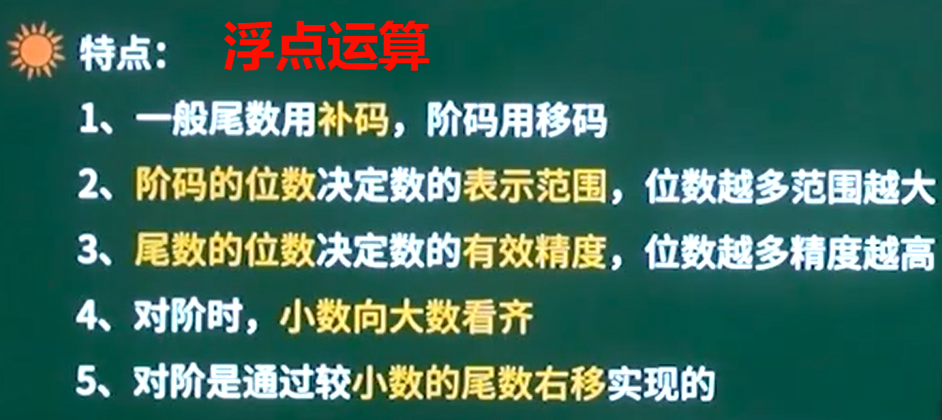 特点： 浮点运算
1、一般尾数用补码，阶码用移码
2、阶码的位数决定数的表示范围，位数越多范围越大
3、尾数的位数决定数的有效精度，位数越多精度越高
4、对阶时，小数向大数看齐
5、对阶是通过较小数的尾数右移实现的